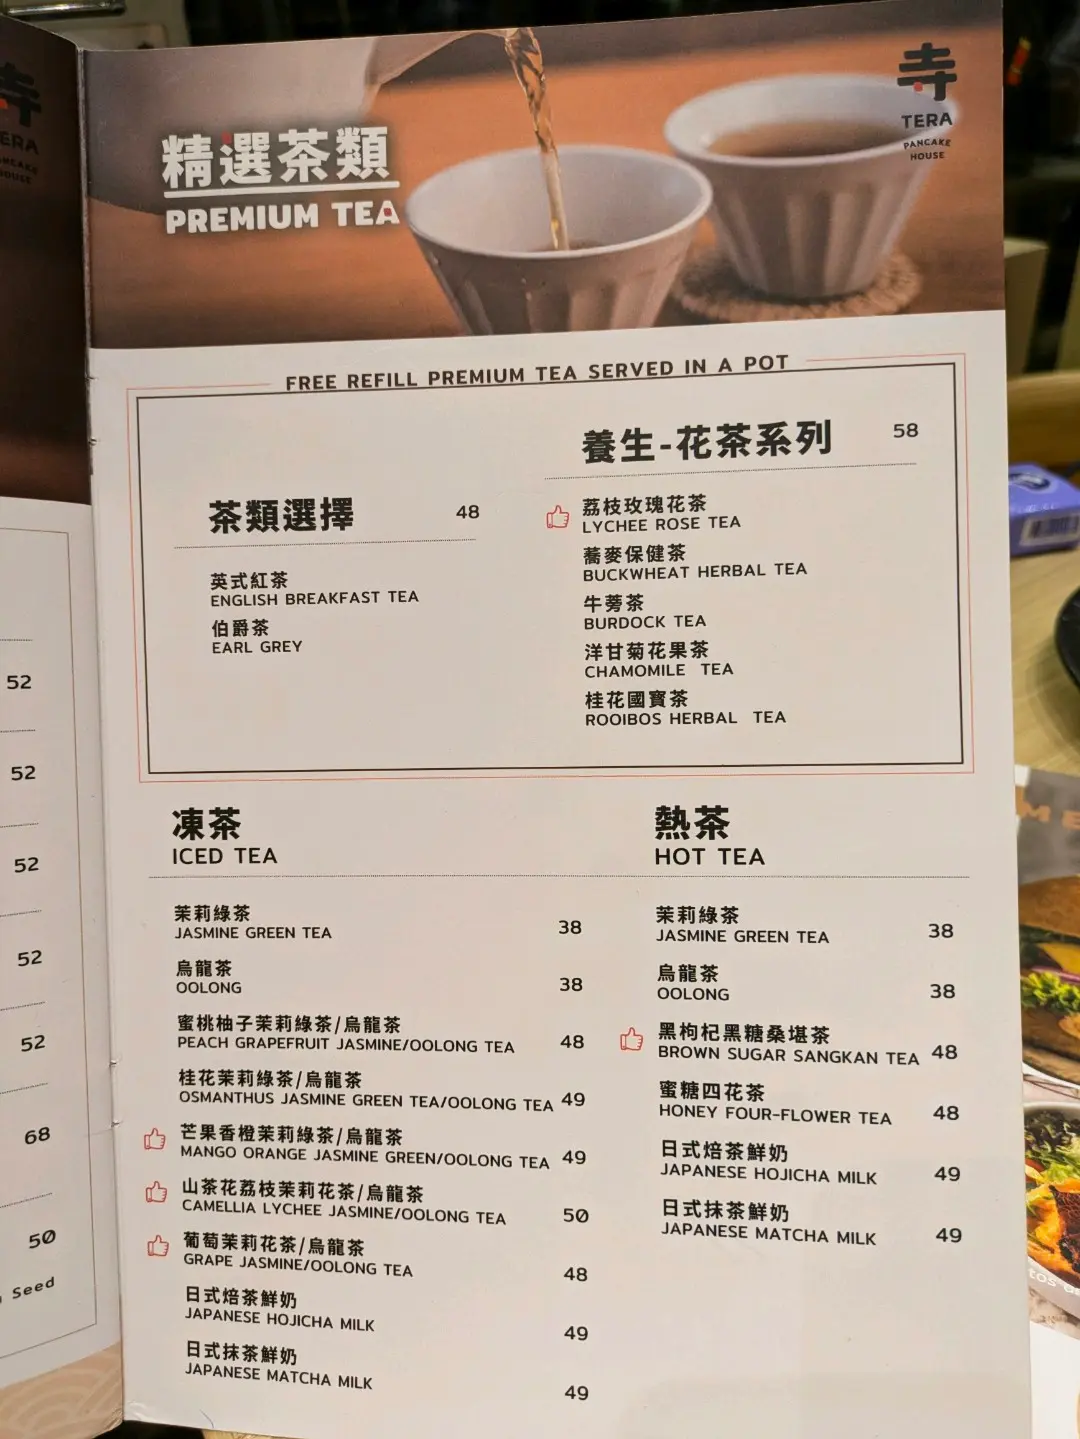 寺
TERA
PANCAKE
HOUSE
精選茶類
PREMIUM TEA
FREE REFILL PREMIUM TEA SERVED IN A POT
茶類選擇 48
英式紅茶
ENGLISH BREAKFAST TEA
伯爵茶
EARL GREY
養生-花茶系列 58
荔枝玫瑰花茶
LYCHEE ROSE TEA
蕎麥保健茶
BUCKWHEAT HERBAL TEA
牛蒡茶
BURDOCK TEA
洋甘菊花果茶
CHAMOMILE TEA
桂花國寶茶
ROOIBOS HERBAL TEA
凍茶
ICED TEA
茉莉綠茶
JASMINE GREEN TEA 38
烏龍茶
OOLONG 38
蜜桃柚子茉莉綠茶/烏龍茶
PEACH GRAPEFRUIT JASMINE/OOLONG TEA 48
桂花茉莉綠茶/烏龍茶
OSMANTHUS JASMINE GREEN TEA/OOLONG TEA 49
芒果香橙茉莉綠茶/烏龍茶
MANGO ORANGE JASMINE GREEN/OOLONG TEA 49
山茶花荔枝茉莉花茶/烏龍茶
CAMELLIA LYCHEE JASMINE/OOLONG TEA 50
葡萄茉莉花茶/烏龍茶
GRAPE JASMINE/OOLONG TEA 48
日式焙茶鮮奶
JAPANESE HOJICHA MILK 49
日式抹茶鮮奶
JAPANESE MATCHA MILK 49
熱茶
HOT TEA
茉莉綠茶
JASMINE GREEN TEA 38
烏龍茶
OOLONG 38
黑枸杞黑糖桑堪茶
BROWN SUGAR SANGKAN TEA 48
蜜糖四花茶
HONEY FOUR-FLOWER TEA 48
日式焙茶鮮奶
JAPANESE HOJICHA MILK 49
日式抹茶鮮奶
JAPANESE MATCHA MILK 49
52
52
52
52
52
68
50
Seed